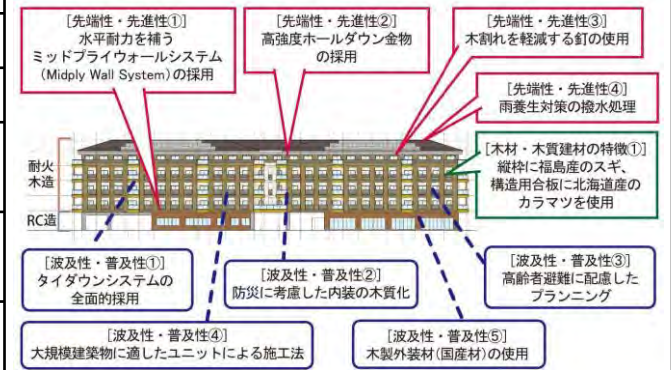 [先端性・先進性①]
水平耐力を補う
ミッドプライウォールシステム
(Midply Wall System)の採用
[先端性・先進性②]
高強度ホールダウン金物
の採用
[先端性・先進性③]
木割れを軽減する釘の使用
[先端性・先進性④]
雨養生対策の撥水処理
[木材・木質建材の特徴①]
縦枠に福島産のスギ、
構造用合板に北海道産の
カラマツを使用
耐火
木造
RC造
[波及性・普及性①]
タイダウンシステムの
全面的採用
[波及性・普及性②]
防災に考慮した内装の木質化
[波及性・普及性③]
高齢者避難に配慮した
プランニング
[波及性・普及性④]
大規模建築物に適したユニットによる施工法
[波及性・普及性⑤]
木製外装材(国産材)の使用